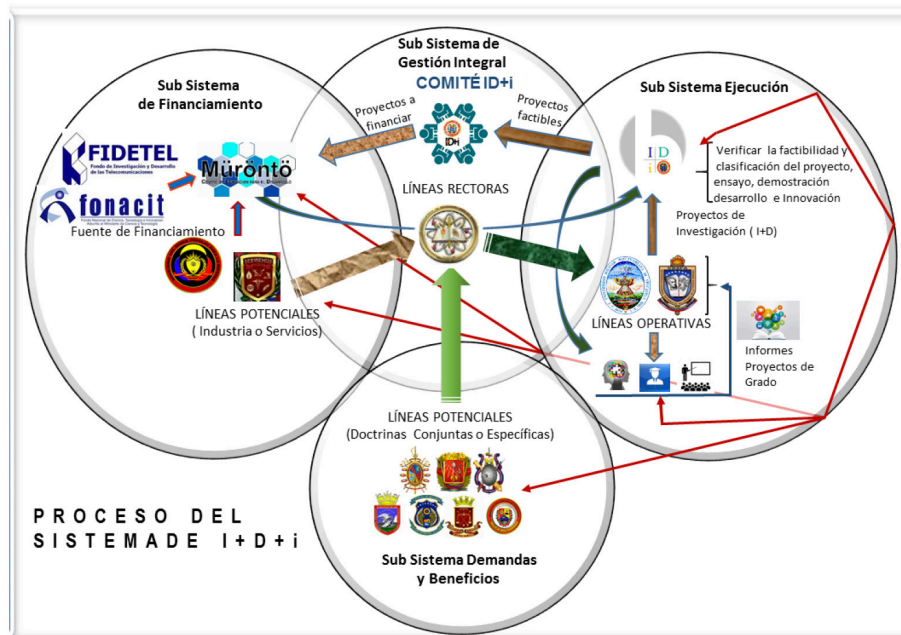 Sub Sistema de
Gestión Integral
COMITÉ ID+i
Sub Sistema
de Financiamiento
Sub Sistema Ejecución
Proyectos a
financiar
Proyectos
factibles
ID+i
I D
i
FIDETEL
Fondo de Investigación y Desarrollo
de las Telecomunicaciones
Müröntö
fonacit
Fuente de Financiamiento
Verificar la factibilidad y
clasificación del proyecto,
ensayo, demostración
desarrollo e Innovación
LÍNEAS RECTORAS
Proyectos de
Investigación ( I+D)
LÍNEAS POTENCIALES
( Industria o Servicios)
LÍNEAS OPERATIVAS
Informes
Proyectos de
Grado
LÍNEAS POTENCIALES
(Doctrinas Conjuntas o Específicas)
PROCESO DEL
SISTEMADE I+D+i
Sub Sistema Demandas
y Beneficios